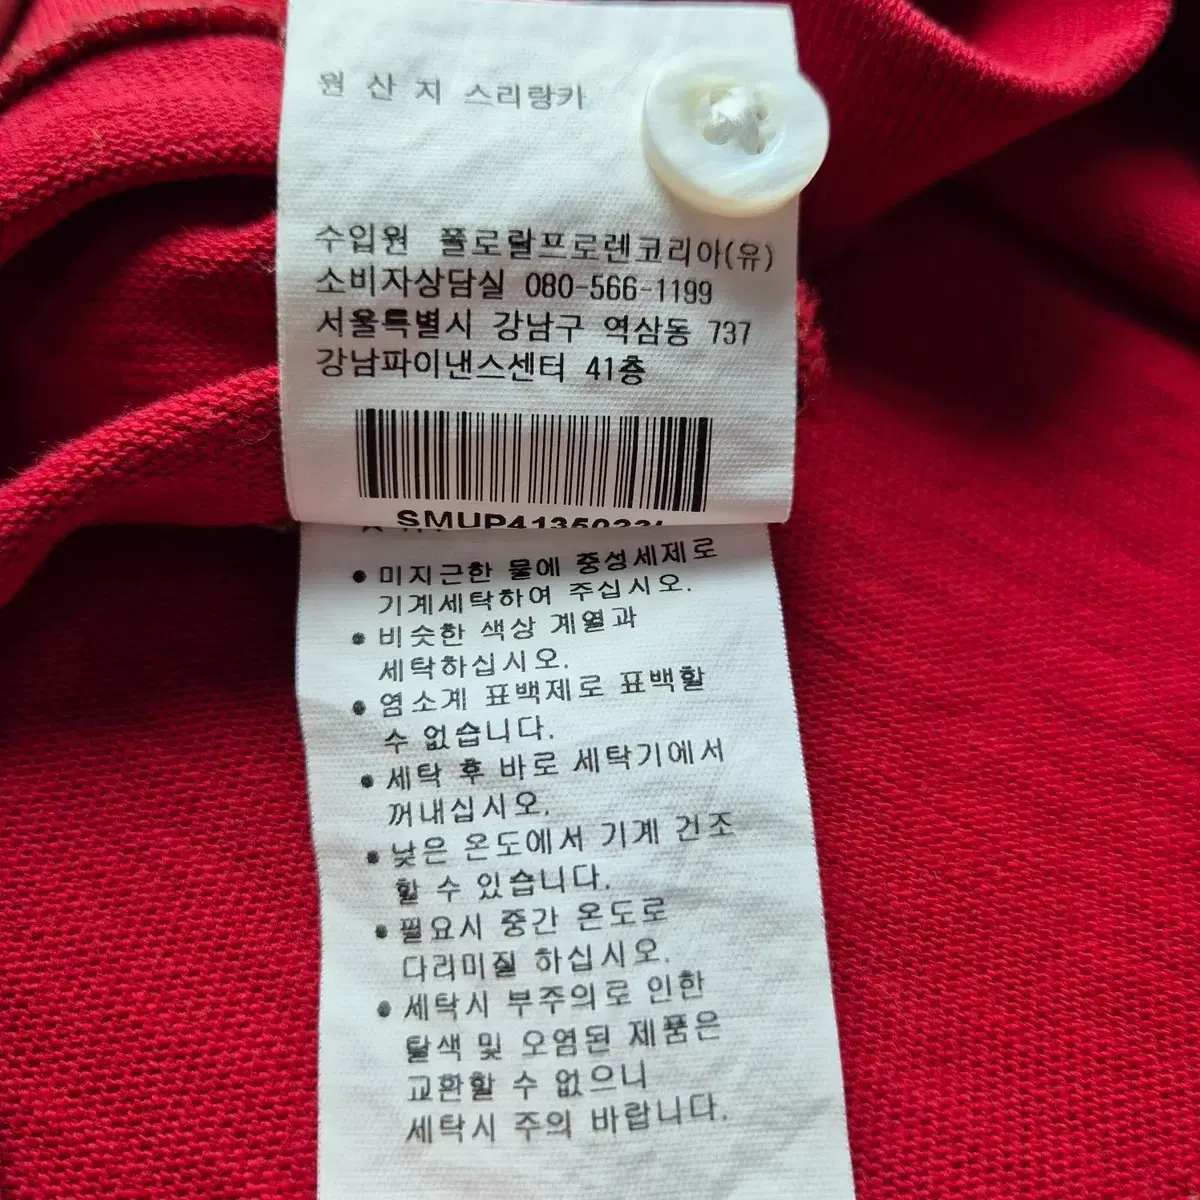 원 산 지 스리랑카
수입원 폴로랄프로렌코리아(유)
소비자상담실 080-566-1199
서울특별시 강남구 역삼동 737
강남파이낸스센터 41층
미지근한 물에 중성세제로
기계세탁하여 주십시오.
비슷한 색상 계열과
세탁하십시오.
염소계 표백제로 표백할
수 없습니다.
세탁 후 바로 세탁기에서
꺼내십시오.
낮은 온도에서 기계 건조
할 수 있습니다.
필요시 중간 온도로
다리미질 하십시오.
세탁시 부주의로 인한
탈색 및 오염된 제품은
교환할 수 없으니
세탁시 주의 바랍니다.